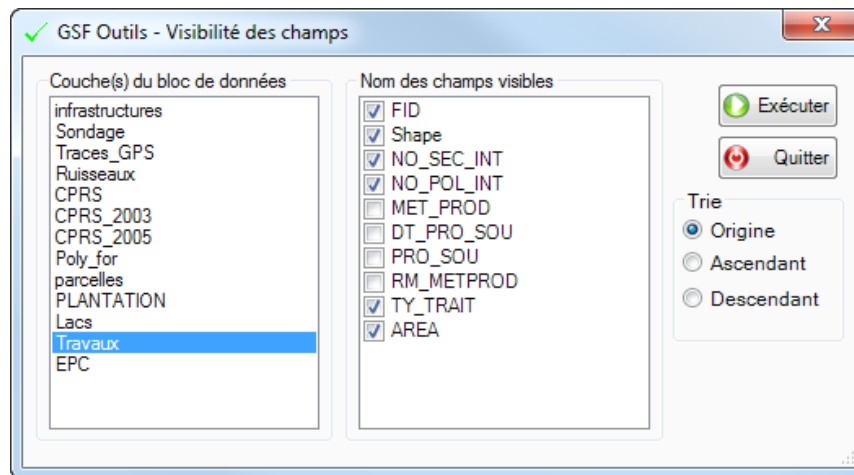 GSF Outils - Visibilité des champs
Couche(s) du bloc de données
infrastructures
Sondage
Traces_GPS
Ruisseaux
CPRS
CPRS_2003
CPRS_2005
Poly_for
parcelles
PLANTATION
Lacs
Travaux
EPC
Nom des champs visibles
FID
Shape
NO_SEC_INT
NO_POL_INT
MET_PROD
DT_PRO_SOU
PRO_SOU
RM_METPROD
TY_TRAIT
AREA
Exécuter
Quitter
Trie
Origine
Ascendant
Descendant